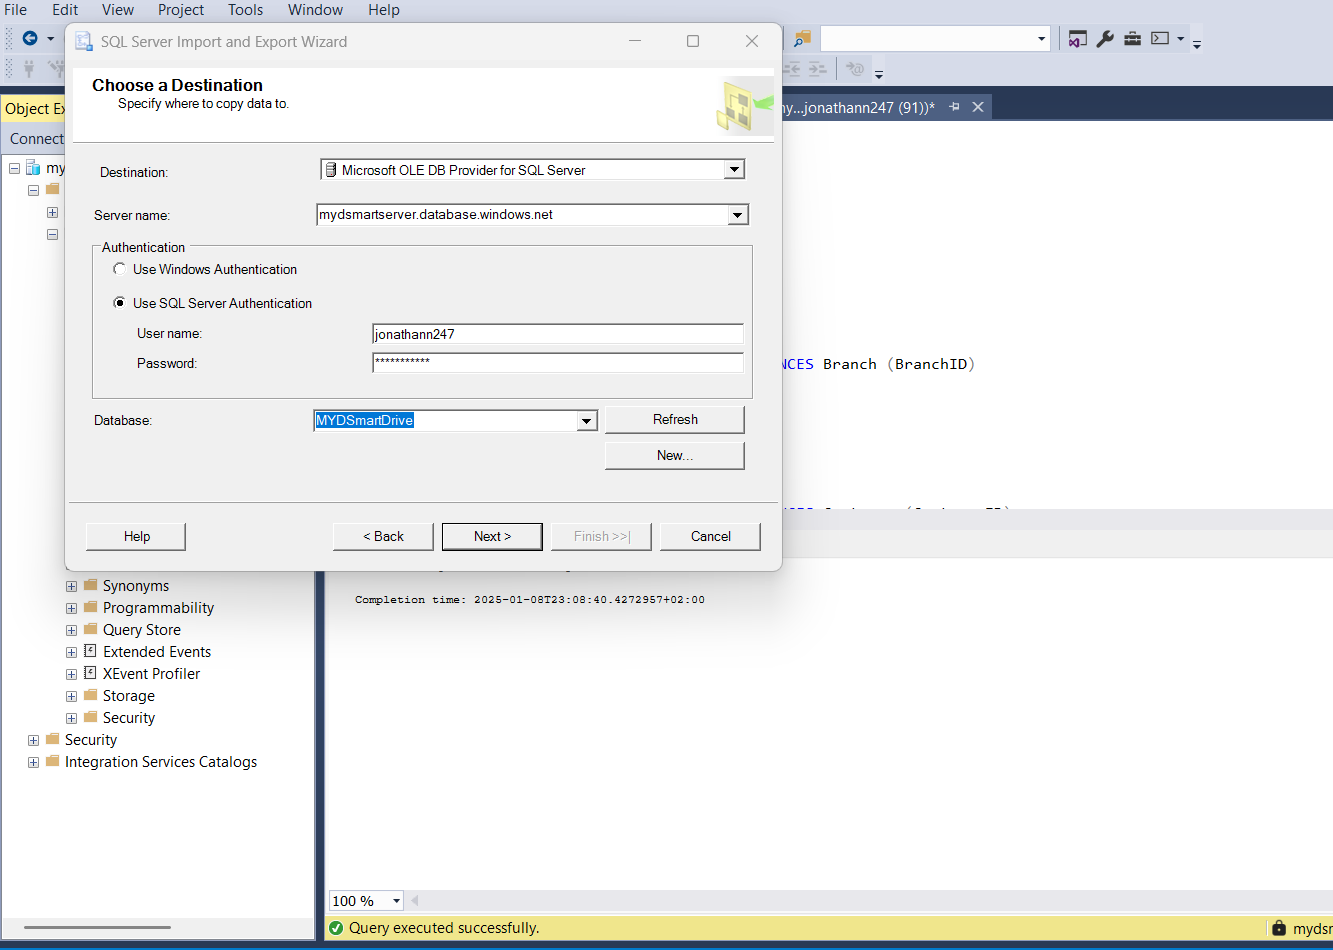 File Edit View Project Tools Window Help
SQL Server Import and Export Wizard
Choose a Destination
Specify where to copy data to.
Destination: Microsoft OLE DB Provider for SQL Server
Server name: mydsmartserver.database.windows.net
Authentication
Use Windows Authentication
Use SQL Server Authentication
User name: jonathann247
Password: ***********
Database: MYDSmartDrive Refresh
New...
Help < Back Next > Finish >>| Cancel
...jonathann247 (91))*
Object Ex
Connect
my
NCES Branch (BranchID)
Synonyms
Programmability
Query Store
Extended Events
XEvent Profiler
Storage
Security
Security
Integration Services Catalogs
Completion time: 2025-01-08T23:08:40.4272957+02:00
100 %
Query executed successfully.
mydsr